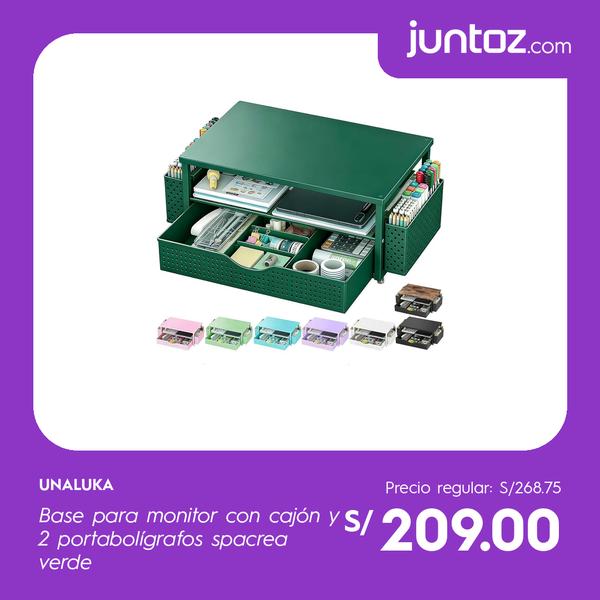 juntoz.com
UNALUKA
Base para monitor con cajón y
2 portabolígrafos spacrea
verde
Precio regular: S/268.75
S/ 209.00